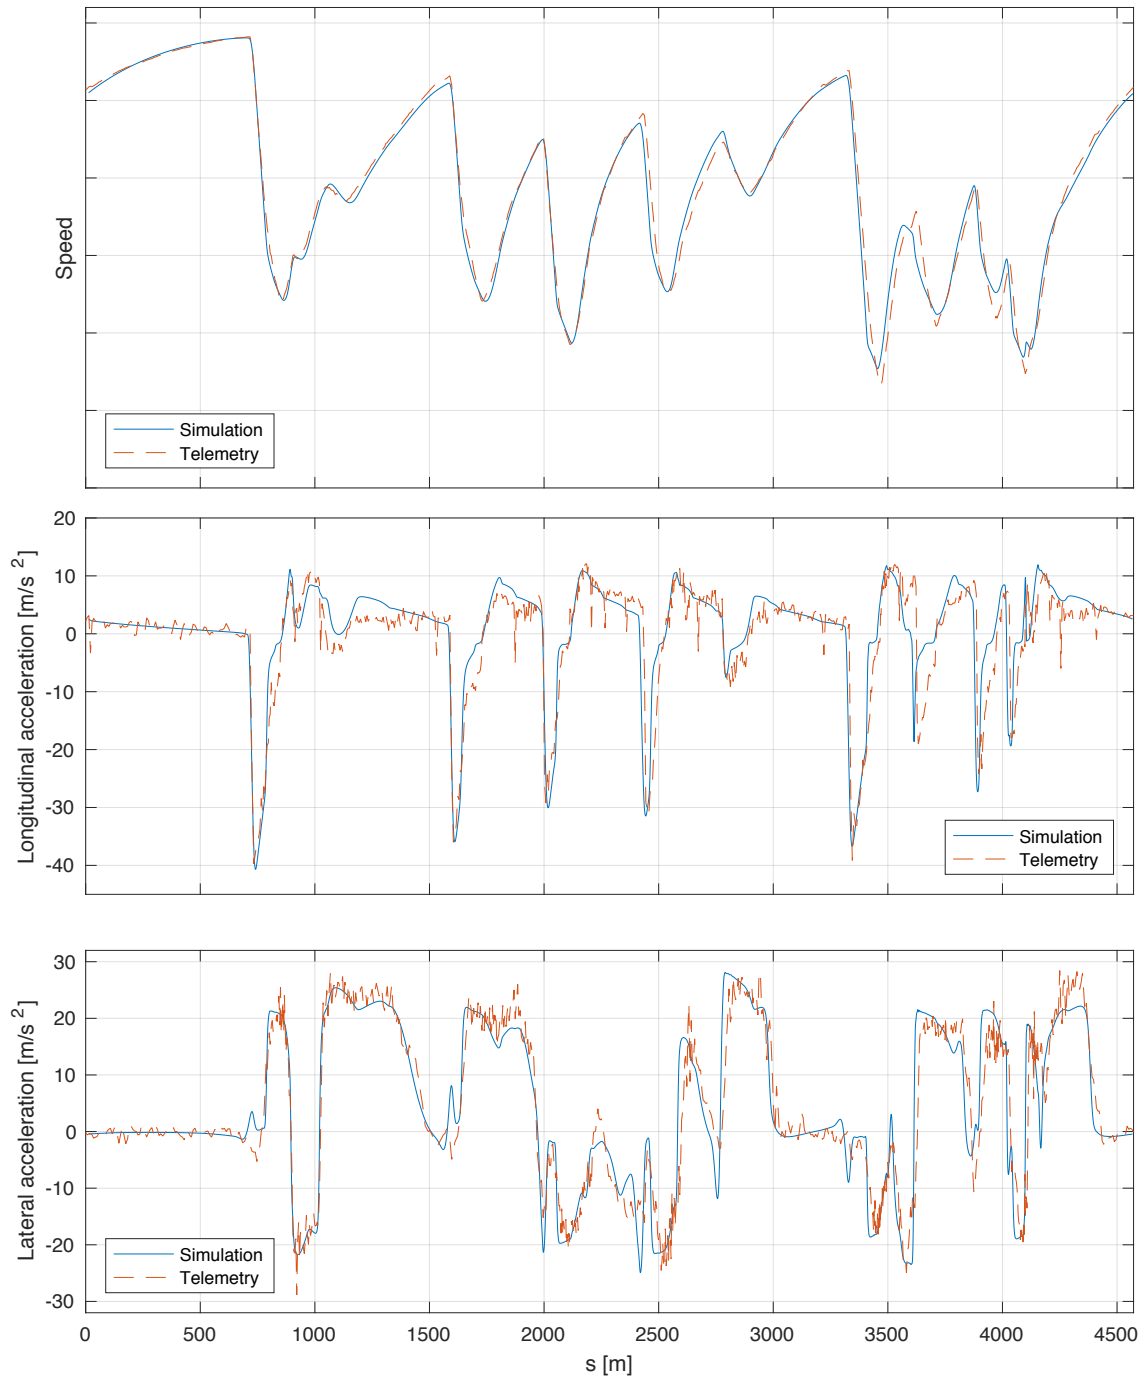 Speed
Simulation
Telemetry
20
10
0
-10
-20
-30
-40
Longitudinal acceleration [m/s ²]
Simulation
Telemetry
30
20
10
0
-10
-20
-30
Lateral acceleration [m/s ²]
Simulation
Telemetry
0 500 1000 1500 2000 2500 3000 3500 4000 4500
s [m]